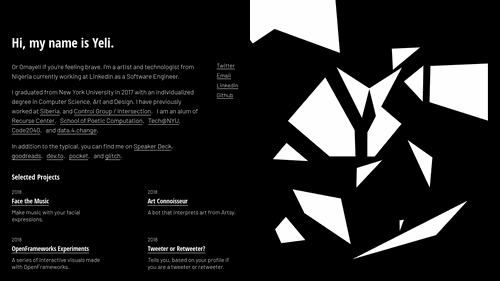 Hi, my name is Yeli.
Or Omayeli if you're feeling brave. I'm a artist and technologist from
Nigeria currently working at Linkedin as a Software Engineer.
I graduated from New York University in 2017 with an individualized
degree in Computer Science, Art and Design. I have previously
worked at Siberia, and Control Group / Intersection. I am an alum of
Recurse Center, School of Poetic Computation, Tech@NYU,
Code2040, and data.4.change.
In addition to the typical, you can find me on Speaker Deck,
goodreads, dev.to, pocket, and glitch.
Twitter
Email
LinkedIn
Github
Selected Projects
2018
Face the Music
Make music with your facial
expressions.
2018
Art Connoisseur
A bot that interprets art from Artsy.
2018
OpenFrameworks Experiments
A series of interactive visuals made
with OpenFrameworks.
2018
Tweeter or Retweeter?
Tells you, based on your profile if
you are a tweeter or retweeter.